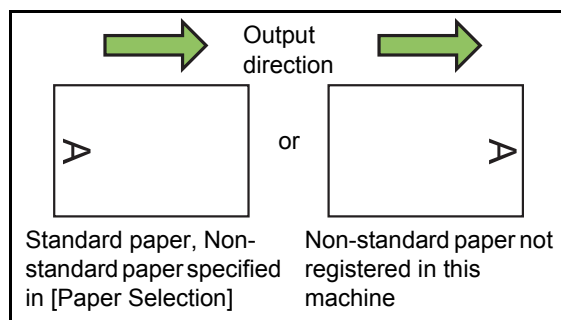 Output
direction
A
or
A
Standard paper, Non-
standard paper specified
in [Paper Selection]
Non-standard paper not
registered in this
machine